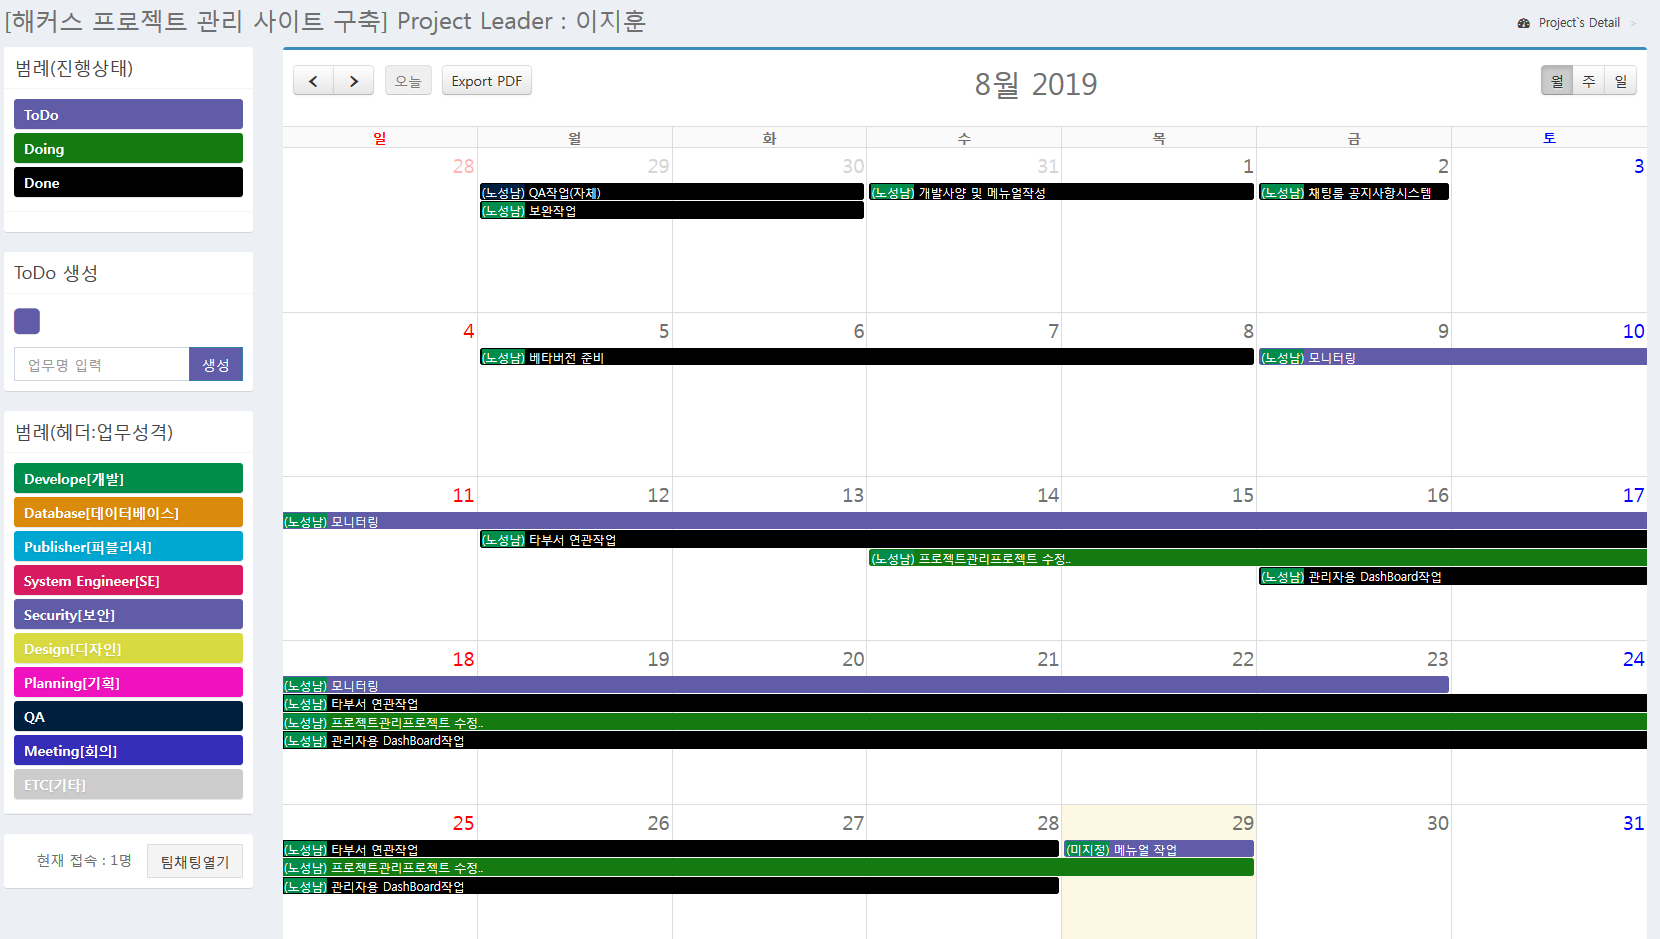 [해커스 프로젝트 관리 사이트 구축] Project Leader : 이지훈
Project`s Detail >
범례(진행상태)
ToDo
Doing
Done
ToDo 생성
업무명 입력 생성
범례(헤더:업무성격)
Develope[개발]
Database[데이터베이스]
Publisher[퍼블리셔]
System Engineer[SE]
Security[보안]
Design[디자인]
Planning[기획]
QA
Meeting[회의]
ETC[기타]
현재 접속 : 1명 팀채팅열기
< > 오늘 Export PDF 8월 2019 월 주 일
일 월 화 수 목 금 토
28 29 30 31 1 2 3
(노성남) QA작업(자체) (노성남) 개발사양 및 메뉴얼작성 (노성남) 채팅룸 공지사항시스템
(노성남) 보완작업
4 5 6 7 8 9 10
(노성남) 베타버전 준비 (노성남) 모니터링
11 12 13 14 15 16 17
(노성남) 모니터링
(노성남) 타부서 연관작업
(노성남) 프로젝트관리프로젝트 수정..
(노성남) 관리자용 DashBoard작업
18 19 20 21 22 23 24
(노성남) 모니터링
(노성남) 타부서 연관작업
(노성남) 프로젝트관리프로젝트 수정..
(노성남) 관리자용 DashBoard작업
25 26 27 28 29 30 31
(노성남) 타부서 연관작업 (미지정) 메뉴얼 작업
(노성남) 프로젝트관리프로젝트 수정..
(노성남) 관리자용 DashBoard작업